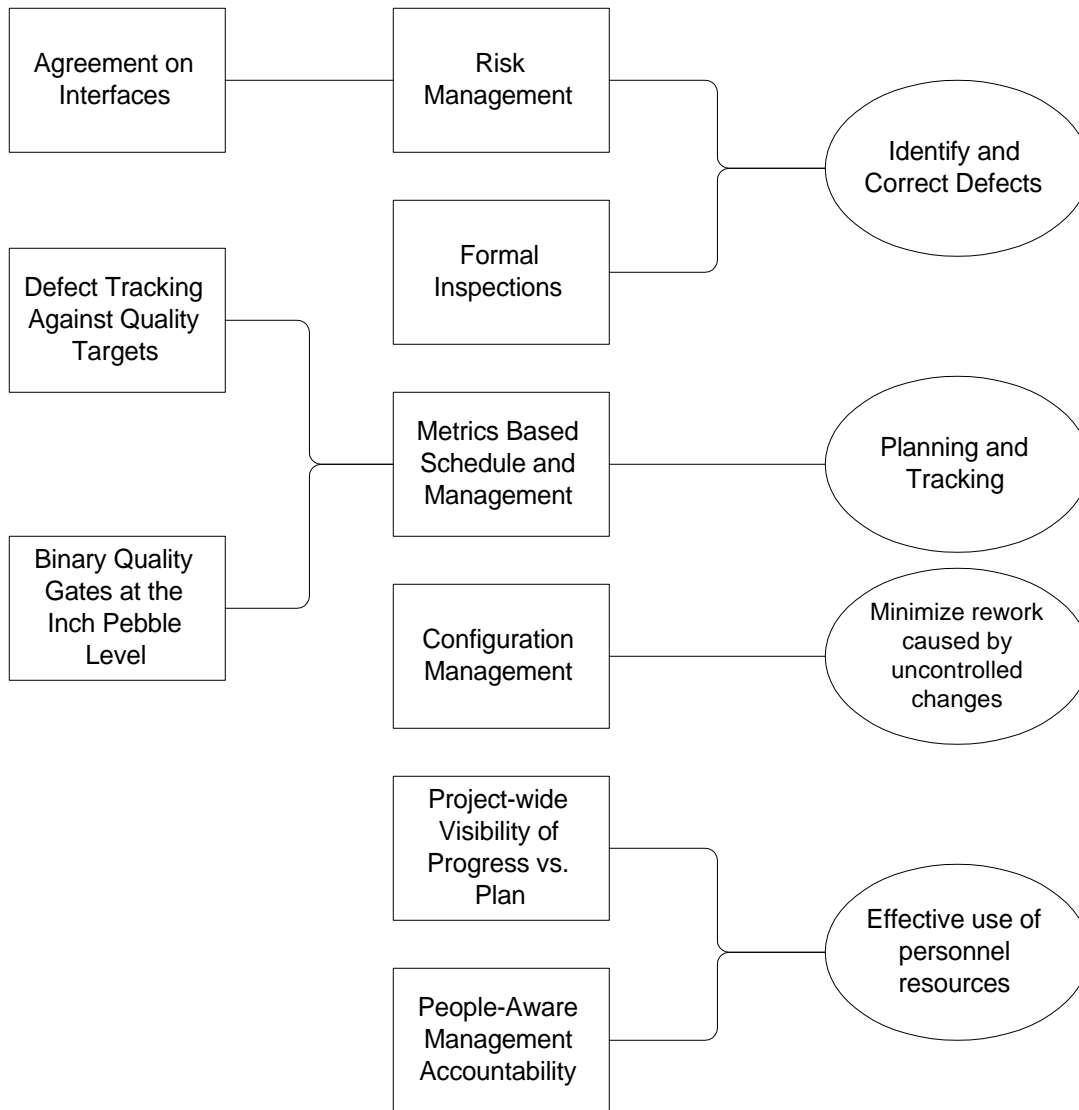 Agreement on
Interfaces
Risk
Management
Identify and
Correct Defects
Formal
Inspections
Defect Tracking
Against Quality
Targets
Metrics Based
Schedule and
Management
Planning and
Tracking
Binary Quality
Gates at the
Inch Pebble
Level
Configuration
Management
Minimize rework
caused by
uncontrolled
changes
Project-wide
Visibility of
Progress vs.
Plan
Effective use of
personnel
resources
People-Aware
Management
Accountability